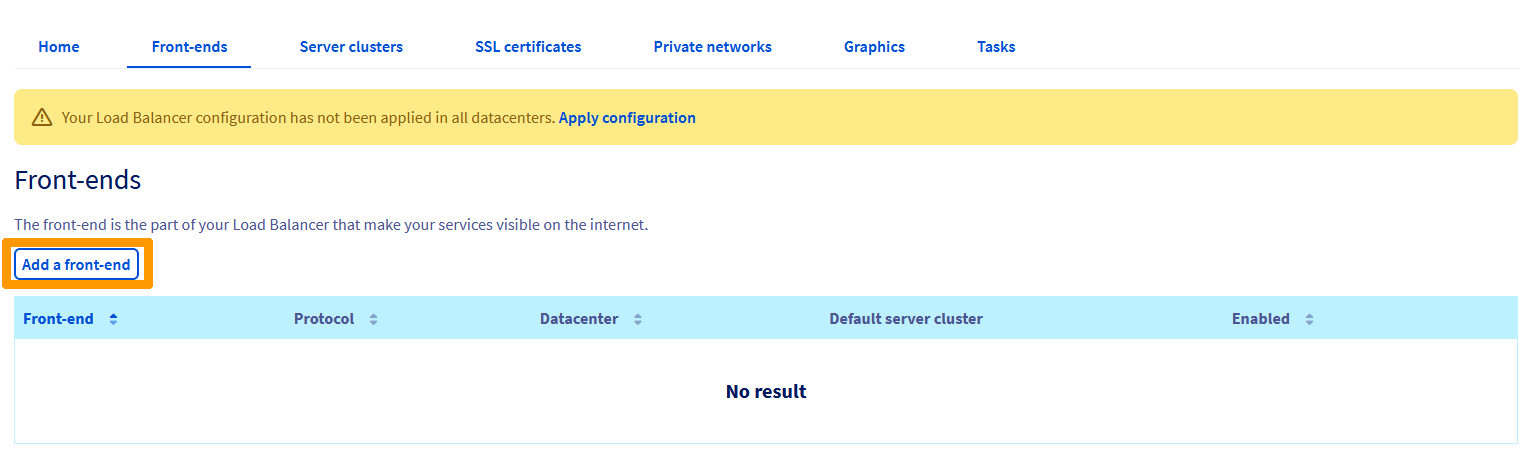 Home Front-ends Server clusters SSL certificates Private networks Graphics Tasks
Your Load Balancer configuration has not been applied in all datacenters. Apply configuration
Front-ends
The front-end is the part of your Load Balancer that make your services visible on the internet.
Add a front-end
Front-end Protocol Datacenter Default server cluster Enabled
No result